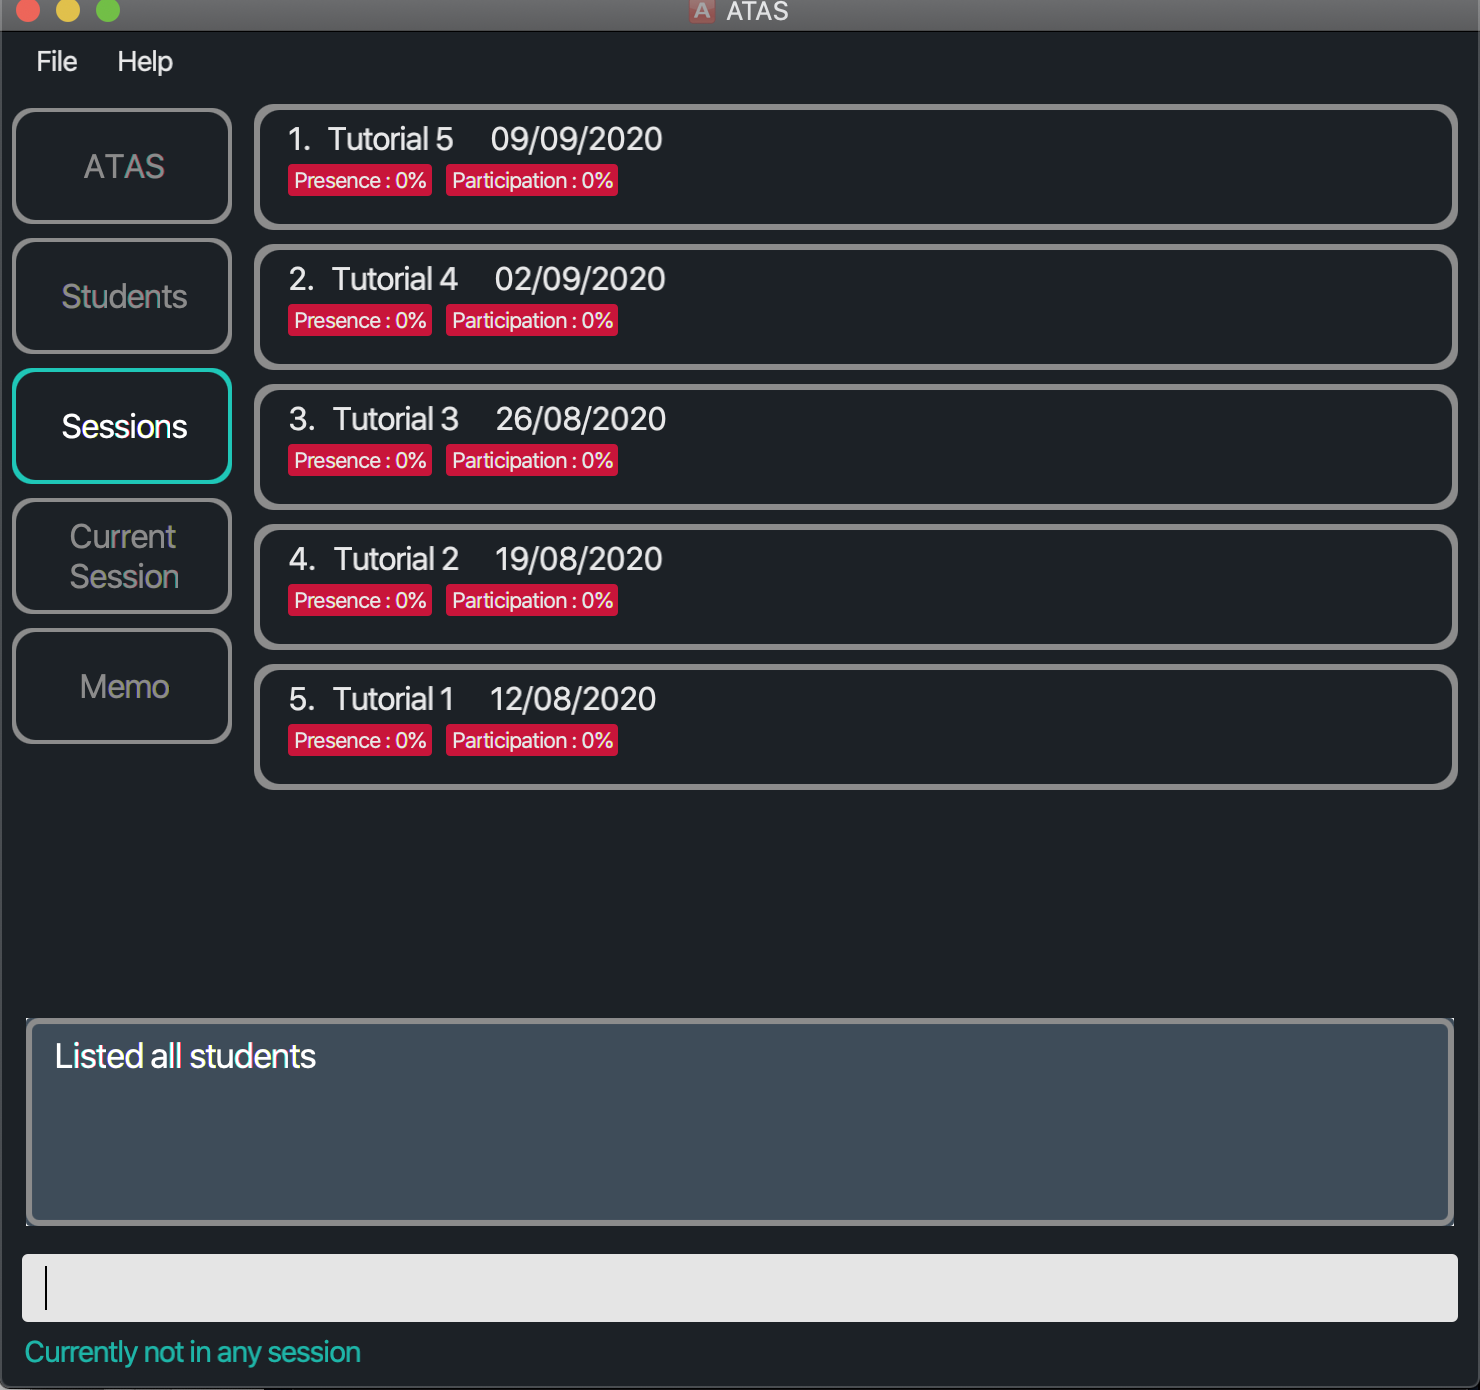 A ATAS
File Help
ATAS
Students
Sessions
Current
Session
Memo
1. Tutorial 5 09/09/2020
Presence : 0% Participation : 0%
2. Tutorial 4 02/09/2020
Presence : 0% Participation : 0%
3. Tutorial 3 26/08/2020
Presence : 0% Participation : 0%
4. Tutorial 2 19/08/2020
Presence : 0% Participation : 0%
5. Tutorial 1 12/08/2020
Presence : 0% Participation : 0%
Listed all students
Currently not in any session